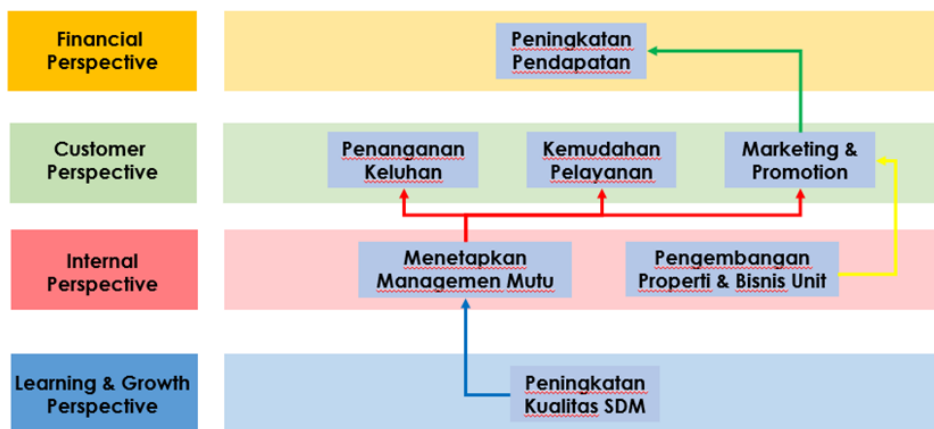 Financial
Perspective
Peningkatan
Pendapatan
Customer
Perspective
Penanganan
Keluhan
Kemudahan
Pelayanan
Marketing &
Promotion
Internal
Perspective
Menetapkan
Managemen Mutu
Pengembangan
Properti & Bisnis Unit
Learning & Growth
Perspective
Peningkatan
Kualitas SDM